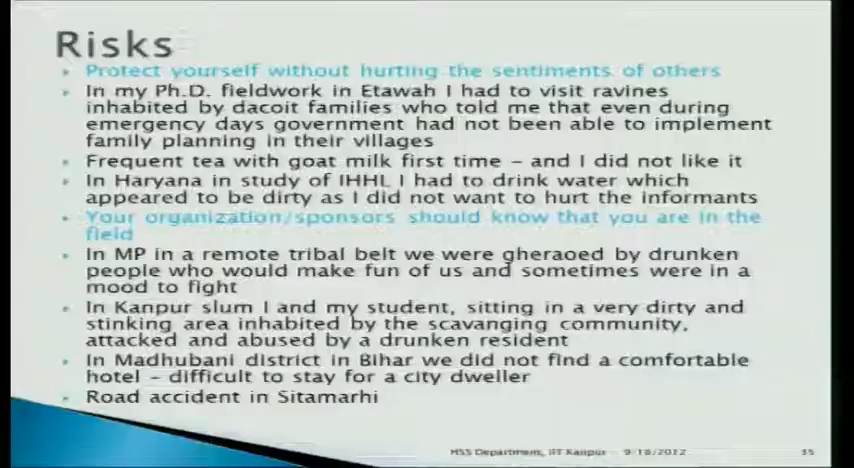 Risks
Protect yourself without hurting the sentiments of others
In my Ph.D. fieldwork in Etawah I had to visit ravines
inhabited by dacoit families who told me that even during
emergency days government had not been able to implement
family planning in their villages
Frequent tea with goat milk first time – and I did not like it
In Haryana in study of IHHL I had to drink water which
appeared to be dirty as I did not want to hurt the informants
Your organization/sponsors should know that you are in the
field
In MP in a remote tribal belt we were gheraoed by drunken
people who would make fun of us and sometimes were in a
mood to fight
In Kanpur slum I and my student, sitting in a very dirty and
stinking area inhabited by the scavanging community,
attacked and abused by a drunken resident
In Madhubani district in Bihar we did not find a comfortable
hotel – difficult to stay for a city dweller
Road accident in Sitamarhi
HSS Department, IIT Kanpur 9/18/2012 35